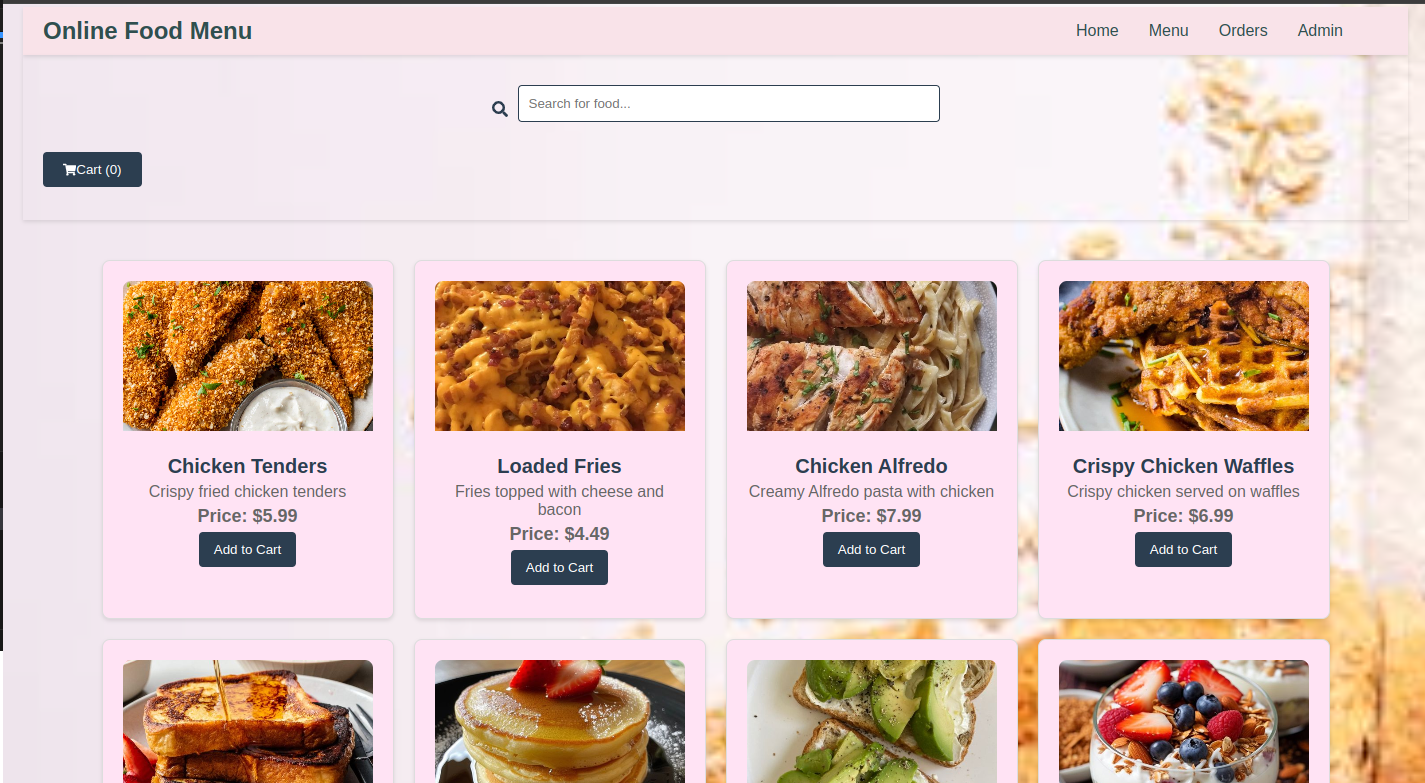 Online Food Menu
Home Menu Orders Admin
Search for food...
Cart (0)
Chicken Tenders
Crispy fried chicken tenders
Price: $5.99
Add to Cart
Loaded Fries
Fries topped with cheese and
bacon
Price: $4.49
Add to Cart
Chicken Alfredo
Creamy Alfredo pasta with chicken
Price: $7.99
Add to Cart
Crispy Chicken Waffles
Crispy chicken served on waffles
Price: $6.99
Add to Cart